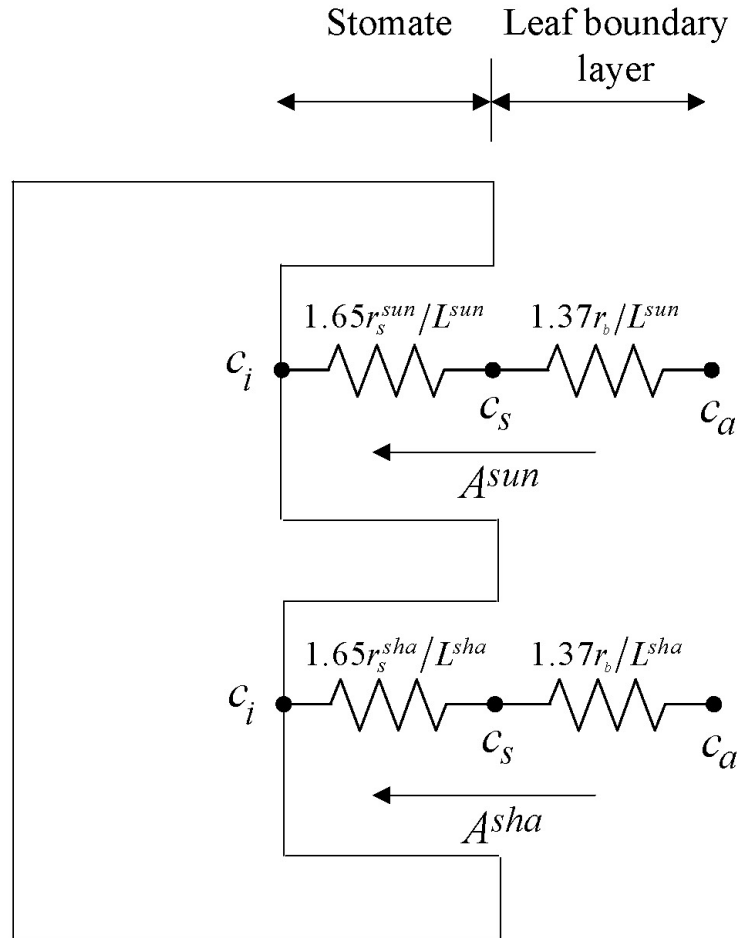 Stomate Leaf boundary
layer
1.65r_s^{sun}/L^{sun} 1.37r_b/L^{sun}
c_i c_s c_a
A^{sun}
1.65r_s^{sha}/L^{sha} 1.37r_b/L^{sha}
c_i c_s c_a
A^{sha}